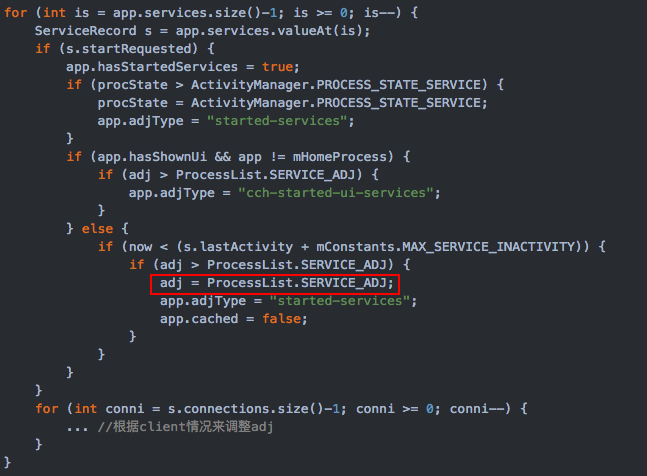 for (int is = app.services.size()-1; is >= 0; is--) {
    ServiceRecord s = app.services.valueAt(is);
    if (s.startRequested) {
        app.hasStartedServices = true;
        if (procState > ActivityManager.PROCESS_STATE_SERVICE) {
            procState = ActivityManager.PROCESS_STATE_SERVICE;
            app.adjType = "started-services";
        }
        if (app.hasShownUi && app != mHomeProcess) {
            if (adj > ProcessList.SERVICE_ADJ) {
                app.adjType = "cch-started-ui-services";
            }
        } else {
            if (now < (s.lastActivity + mConstants.MAX_SERVICE_INACTIVITY)) {
                if (adj > ProcessList.SERVICE_ADJ) {
                    adj = ProcessList.SERVICE_ADJ;
                    app.adjType = "started-services";
                    app.cached = false;
                }
            }
        }
    }
    for (int conni = s.connections.size()-1; conni >= 0; conni--) {
        ... //根据client情况来调整adj
    }
}